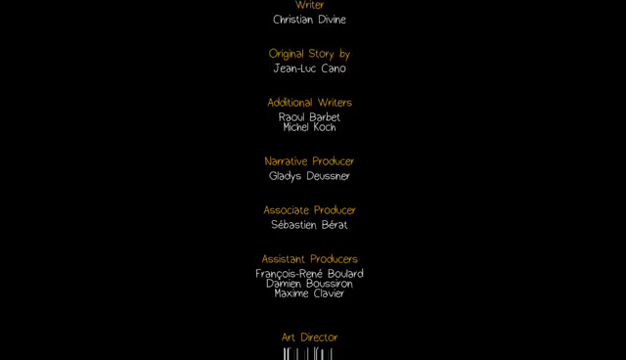 Writer
Christian Divine
Original Story by
Jean-Luc Cano
Additional Writers
Raoul Barbet
Michel Koch
Narrative Producer
Gladys Deussner
Associate Producer
Sébastien Bérat
Assistant Producers
François-René Boulard
Damien Boussiron
Maxime Clavier
Art Director